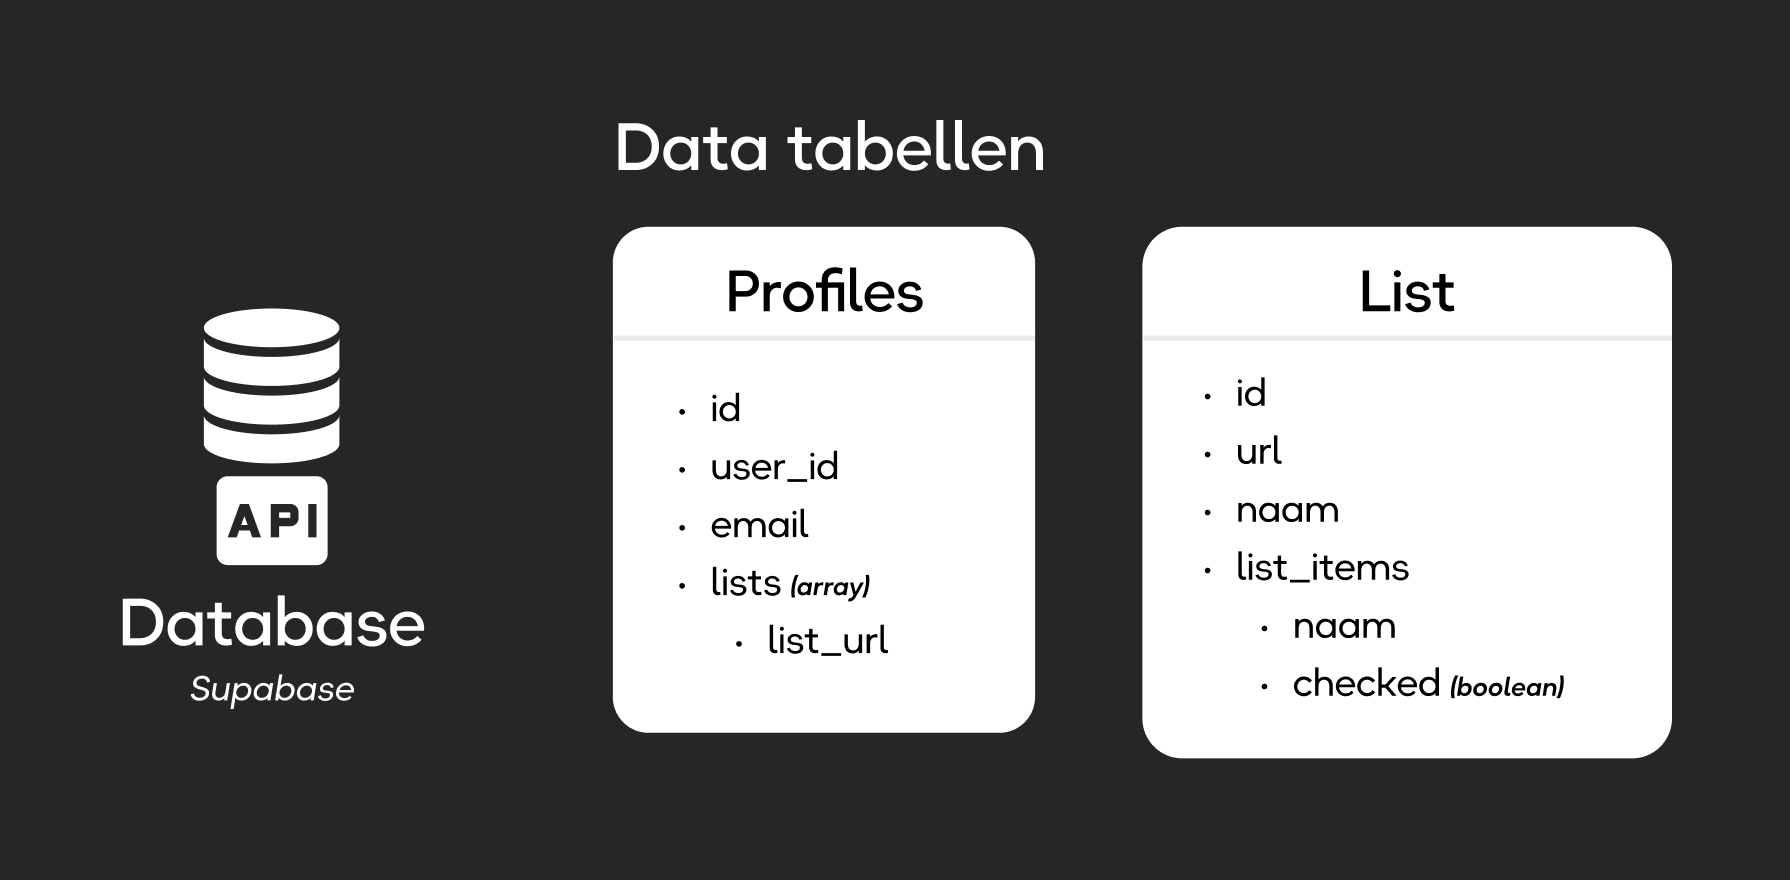 Data tabellen
API
Database
Supabase
Profiles
· id
· user_id
· email
· lists (array)
· list_url
List
· id
· url
· naam
· list_items
· naam
· checked (boolean)